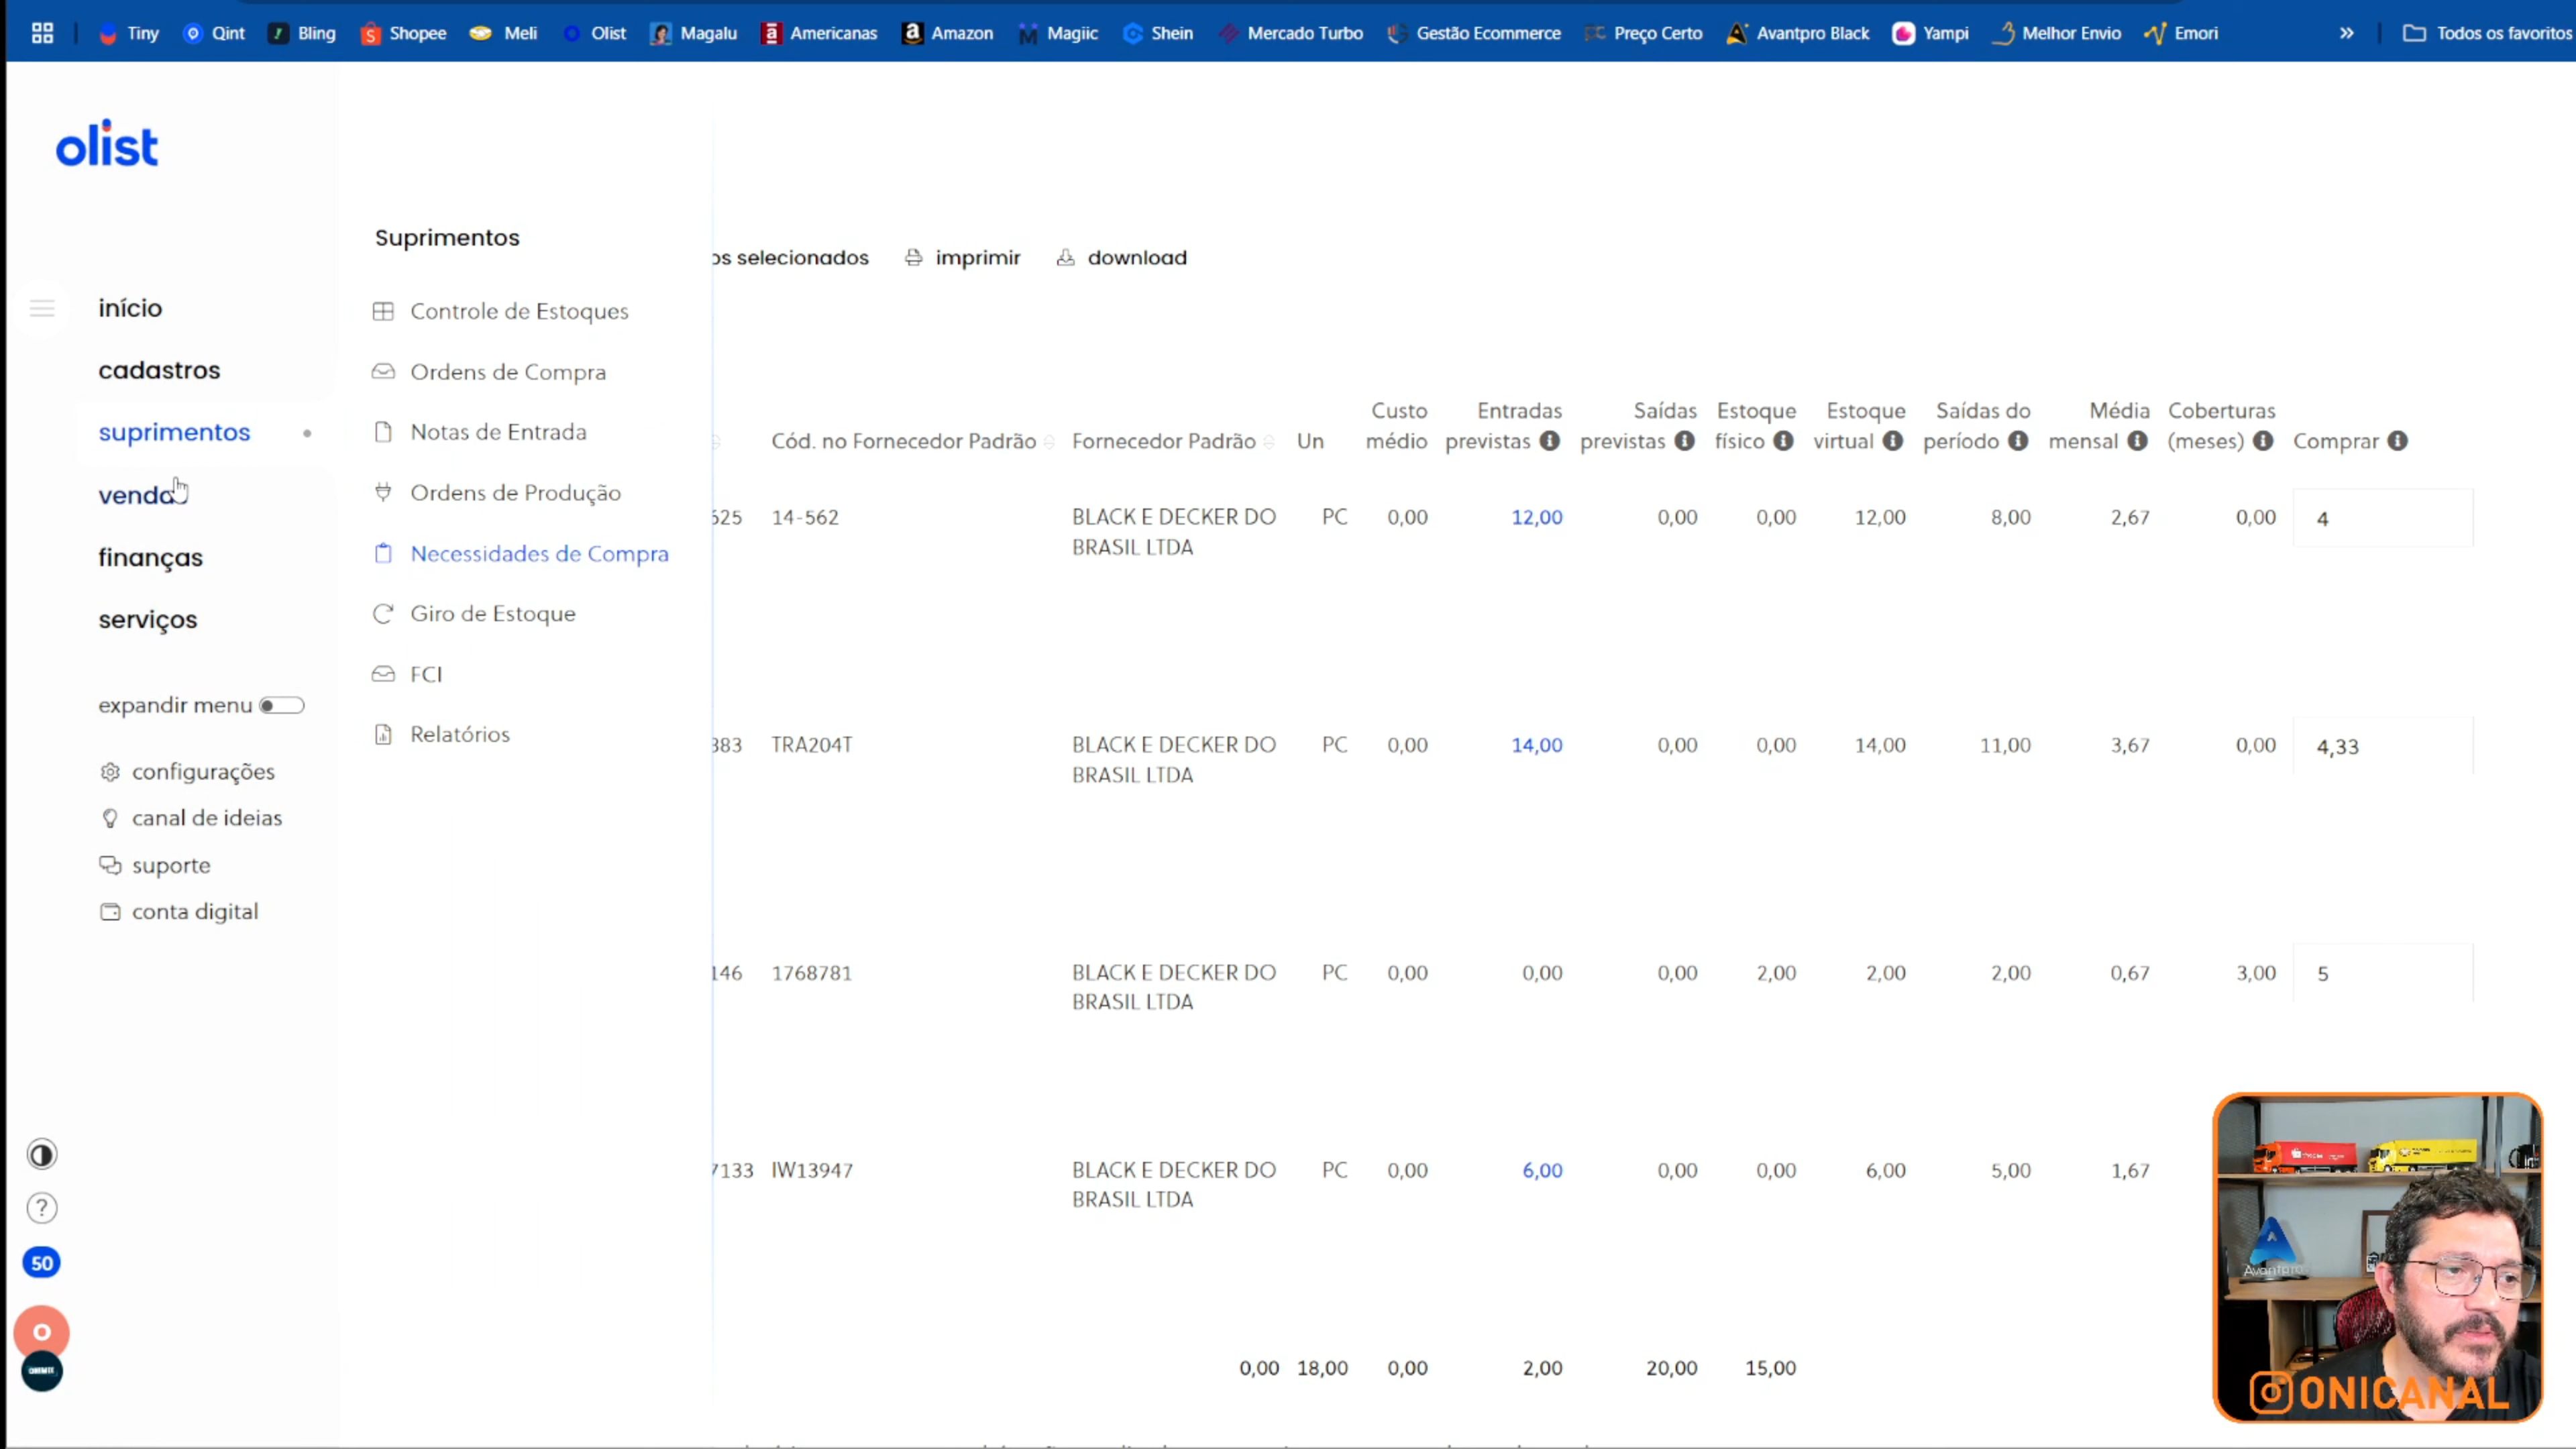 Tiny Qint Bling Shopee Meli Olist Magalu Americanas Amazon Magiic Shein Mercado Turbo Gestão Ecommerce Preço Certo Avantpro Black Yampi Melhor Envio Emori » Todos os favoritos
olist
início
cadastros
suprimentos
venda
finanças
serviços
expandir menu
configurações
canal de ideias
suporte
conta digital
?
50
O
Suprimentos
Controle de Estoques
Ordens de Compra
Notas de Entrada
Ordens de Produção
Necessidades de Compra
Giro de Estoque
FCI
Relatórios
os selecionados imprimir download
Cód. no Fornecedor Padrão Fornecedor Padrão Un Custo médio Entradas previstas Saídas previstas Estoque físico Estoque virtual Saídas do período Média mensal Coberturas (meses) Comprar
525 14-562 BLACK E DECKER DO PC 0,00 12,00 0,00 0,00 12,00 8,00 2,67 0,00 4
BRASIL LTDA
383 TRA204T BLACK E DECKER DO PC 0,00 14,00 0,00 0,00 14,00 11,00 3,67 0,00 4,33
BRASIL LTDA
146 1768781 BLACK E DECKER DO PC 0,00 0,00 0,00 2,00 2,00 2,00 0,67 3,00 5
BRASIL LTDA
7133 IW13947 BLACK E DECKER DO PC 0,00 6,00 0,00 0,00 6,00 5,00 1,67
BRASIL LTDA
0,00 18,00 0,00 2,00 20,00 15,00
Avantpro
ONICANAL